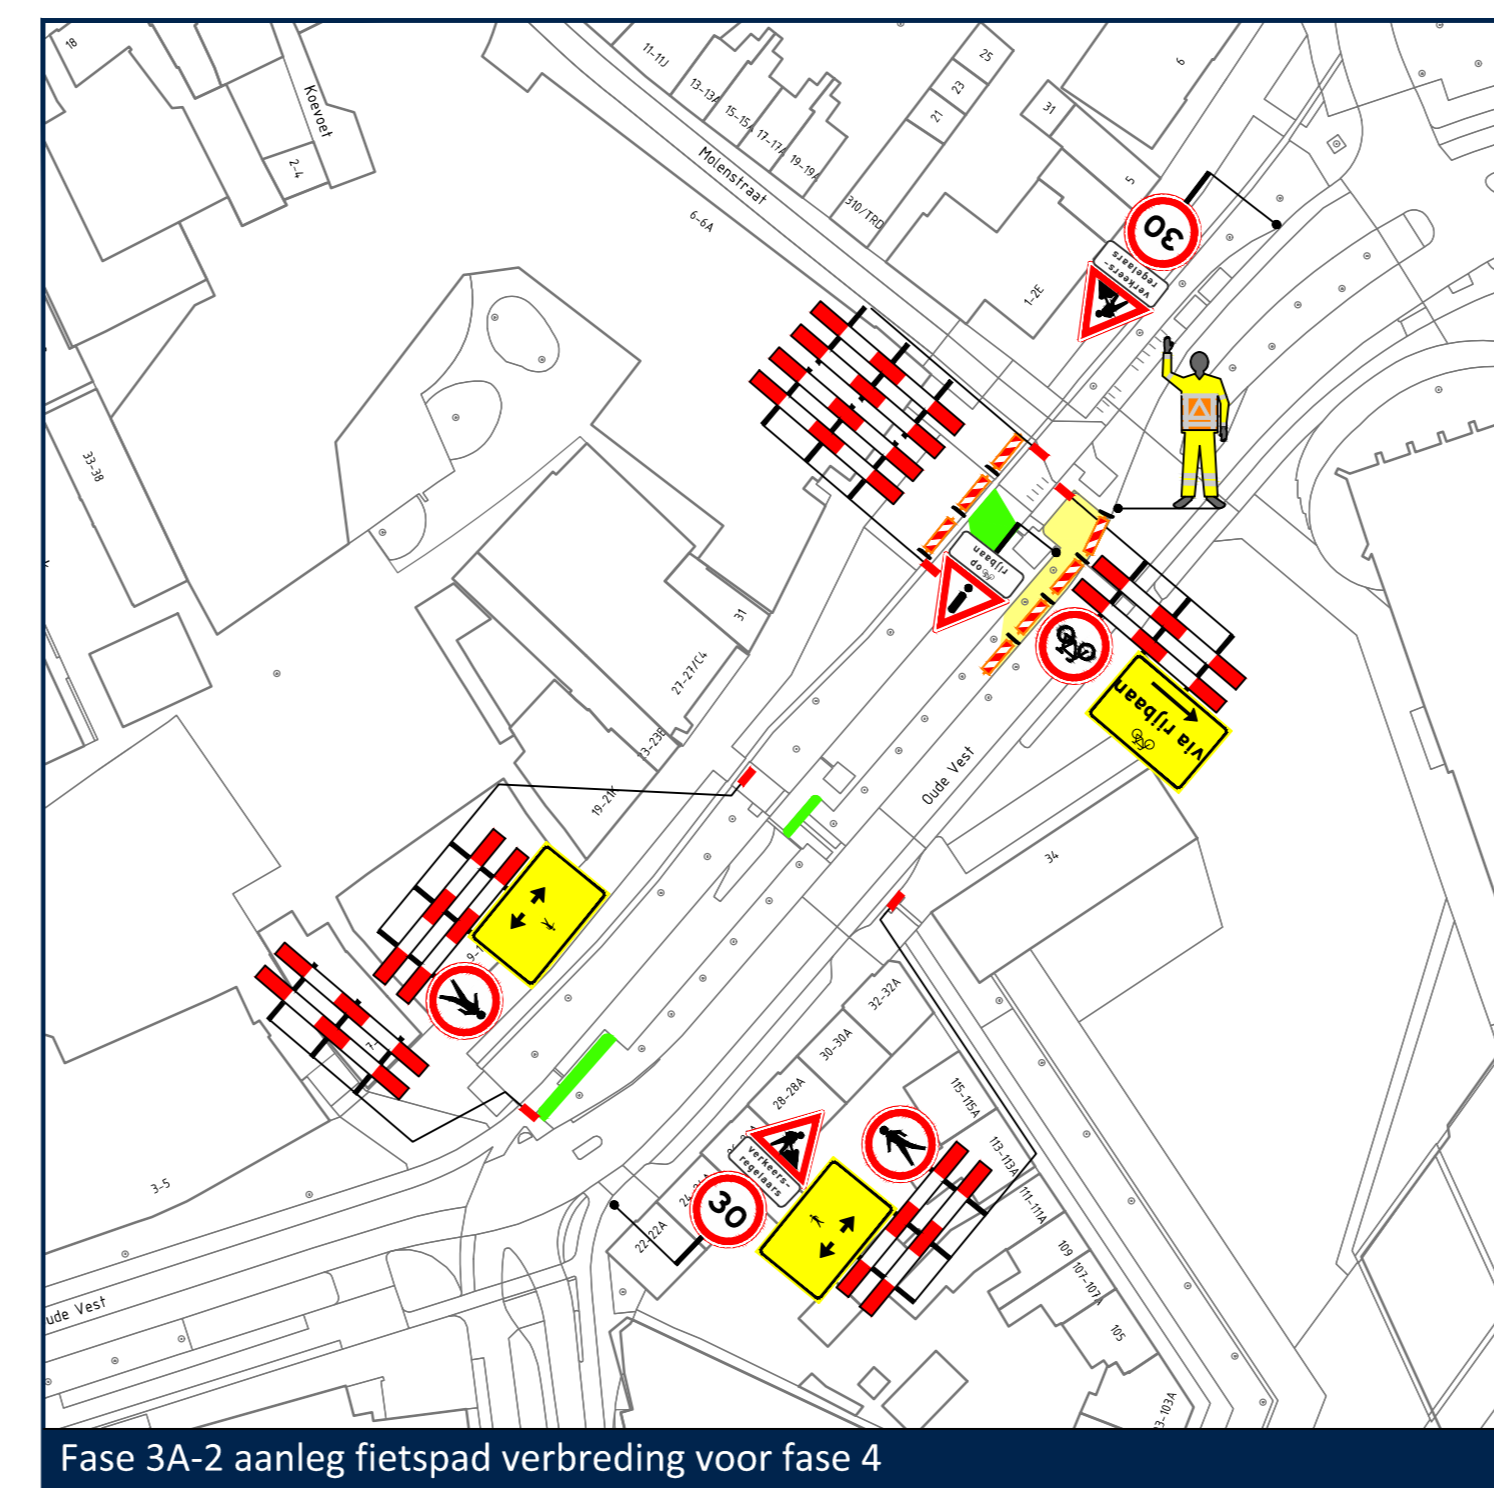 18
Koevoet
2-4
11-11J
13-13A
15-15A
17-17A
19-19A
Molenstraat
6-6A
310/TRD
25
23
21
31
6
5
1-2E
30
verkeers-
regelaars
33-38
op
rijbaan
via rijbaan
31
27-27/C4
23-23B
19-21K
Oude Vest
34
32-32A
30-30A
28-28A
115-115A
113-113A
111-111A
109
107-107A
105
3-5
22-22A
verkeers-
regelaars
30
ude Vest
3-103A
Fase 3A-2 aanleg fietspad verbreding voor fase 4